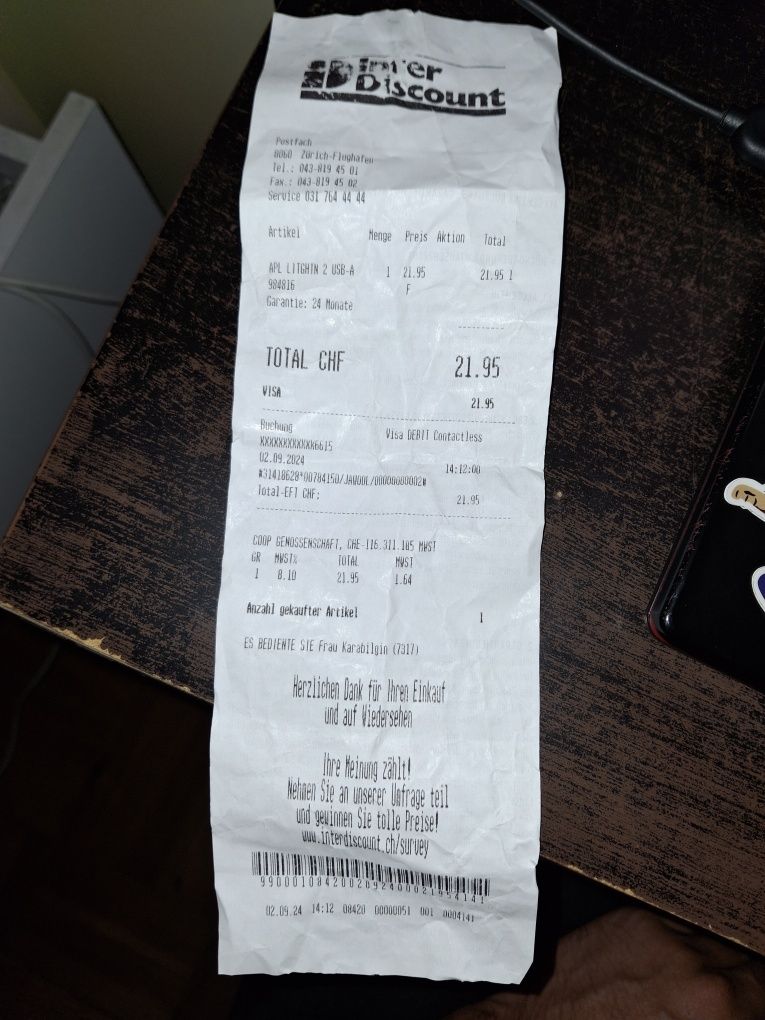 iD Inter
Discount
Postfach
8060 Zürich-Flughafen
Tel.: 043-819 45 01
Fax.: 043-819 45 02
Service 031 764 44 44
Artikel Menge Preis Aktion Total
APL LITGHTN 2 USB-A 1 21.95 21.95 1
984816 F
Garantie: 24 Monate
TOTAL CHF 21.95
VISA 21.95
Buchung Visa DEBIT Contactless
XXXXXXXXXXXX6615
02.09.2024 14:12:00
Total-EFT CHF: 21.95
COOP GENOSSENSCHAFT, CHE-116.311.185 MWST
GR MWST% TOTAL MWST
1 8.10 21.95 1.64
Anzahl gekaufter Artikel 1
ES BEDIENTE SIE Frau Karabilgin (7317)
Herzlichen Dank für Ihren Einkauf
und auf Wiedersehen
Ihre Meinung zählt!
Nehmen Sie an unserer Umfrage teil
und gewinnen Sie tolle Preise!
www.interdiscount.ch/survey
02.09.24 14:12 08420 00000051 001 0004141